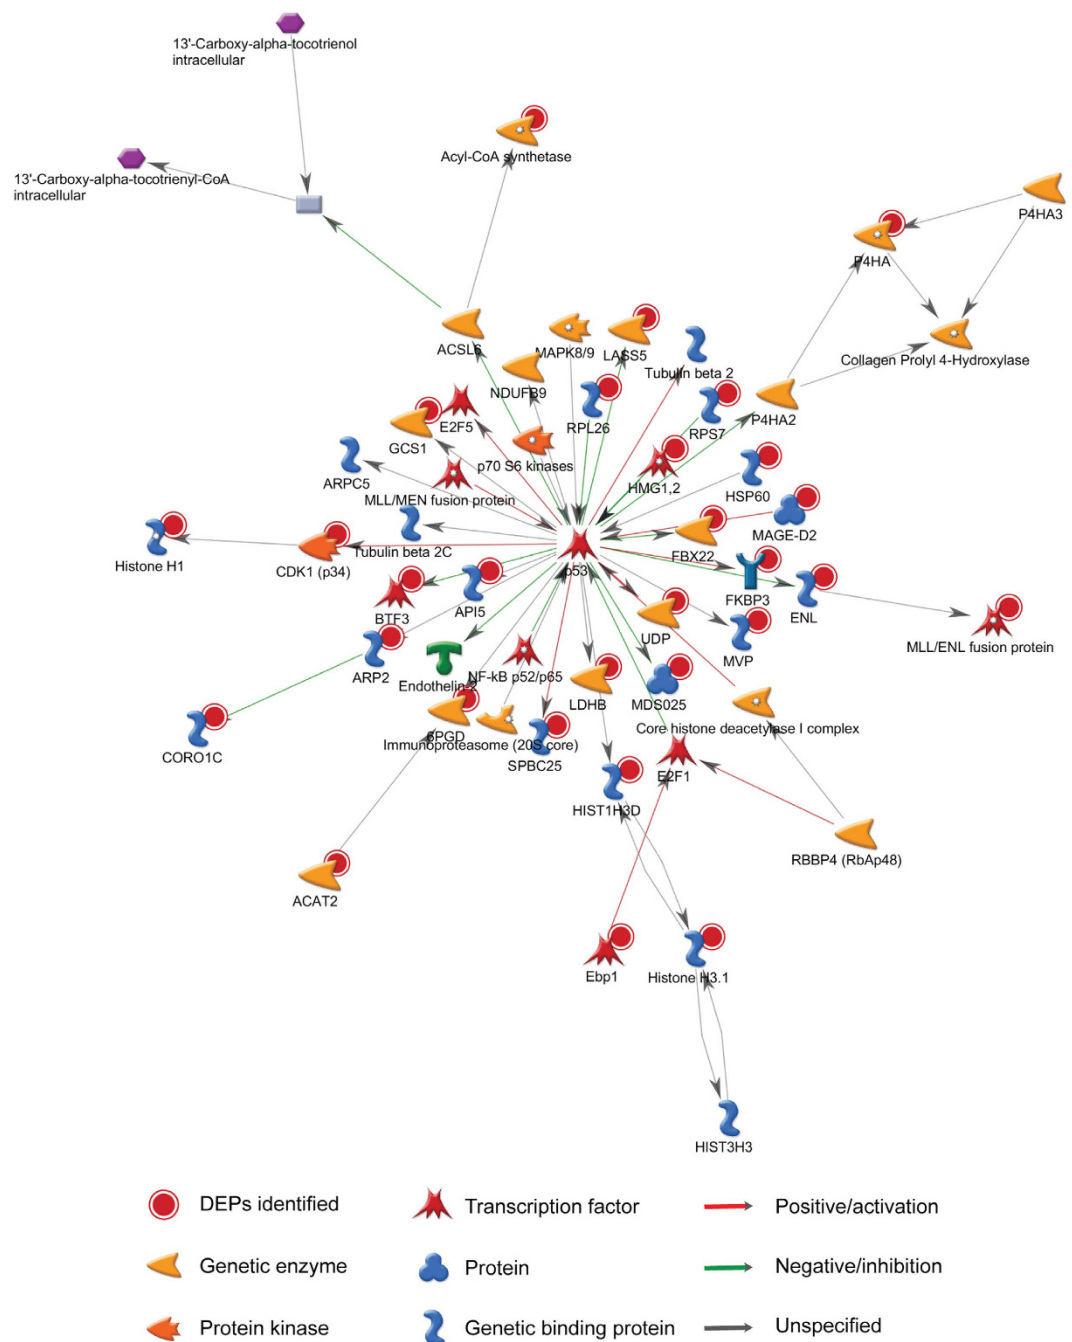 13'-Carboxy-alpha-tocotrienol
intracellular
Acyl-CoA synthetase
13'-Carboxy-alpha-tocotrienyl-CoA
intracellular
P4HA3
P4HA
ACSL6
MAPK8/9
LASS5
Tubulin beta 2
Collagen Prolyl 4-Hydroxylase
NDUFB9
RPL26
RPS7
P4HA2
E2F5
GCS1
p70 S6 kinases
ARPC5
MLL/MEN fusion protein
HMG1,2
HSP60
MAGE-D2
Histone H1
CDK1 (p34)
Tubulin beta 2C
p53
FBX22
FKBP3
ENL
BTF3
API5
UDP
MVP
MLL/ENL fusion protein
ARP2
Endothelin-2
NF-kB p52/p65
LDHB
MDS025
CORO1C
6PGD
Immunoproteasome (20S core)
SPBC25
Core histone deacetylase I complex
E2F1
HIST1H3D
RBBP4 (RbAp48)
ACAT2
Ebp1
Histone H3.1
HIST3H3
DEPs identified
Transcription factor
Positive/activation
Genetic enzyme
Protein
Negative/inhibition
Protein kinase
Genetic binding protein
Unspecified